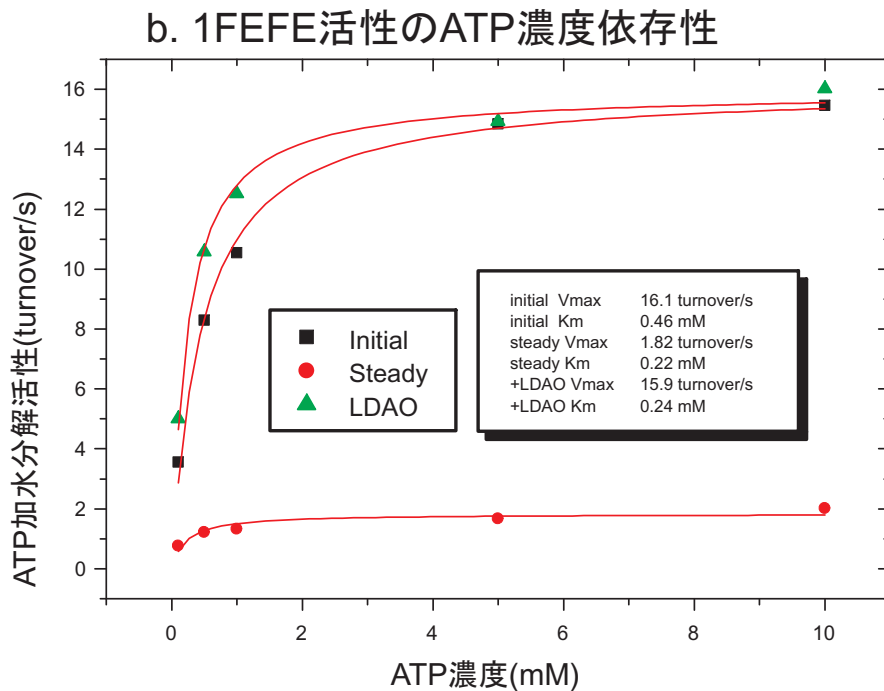 b. 1FEFE活性のATP濃度依存性
ATP加水分解活性(turnover/s)
16
14
12
10
8
6
4
2
0
Initial
Steady
LDAO
initial Vmax 16.1 turnover/s
initial Km 0.46 mM
steady Vmax 1.82 turnover/s
steady Km 0.22 mM
+LDAO Vmax 15.9 turnover/s
+LDAO Km 0.24 mM
0 2 4 6 8 10
ATP濃度(mM)